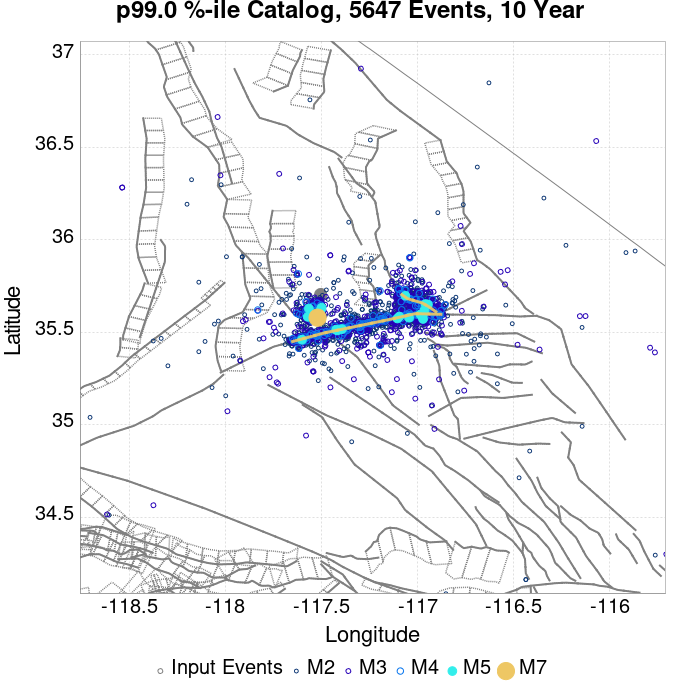 p99.0 %-ile Catalog, 5647 Events, 10 Year
37
36.5
36
35.5
35
34.5
Latitude
-118.5 -118 -117.5 -117 -116.5 -116
Longitude
Input Events M2 M3 M4 M5 M7